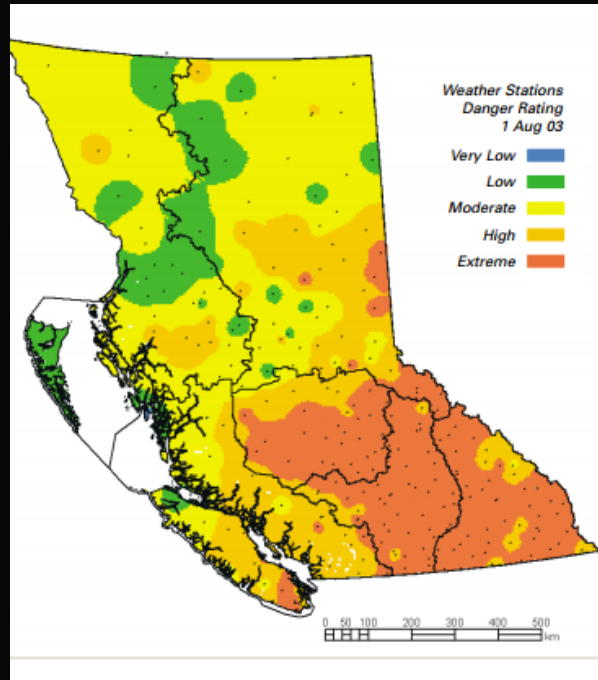 Weather Stations
Danger Rating
1 Aug 03
Very Low
Low
Moderate
High
Extreme
0 50 100 200 300 400 500
km